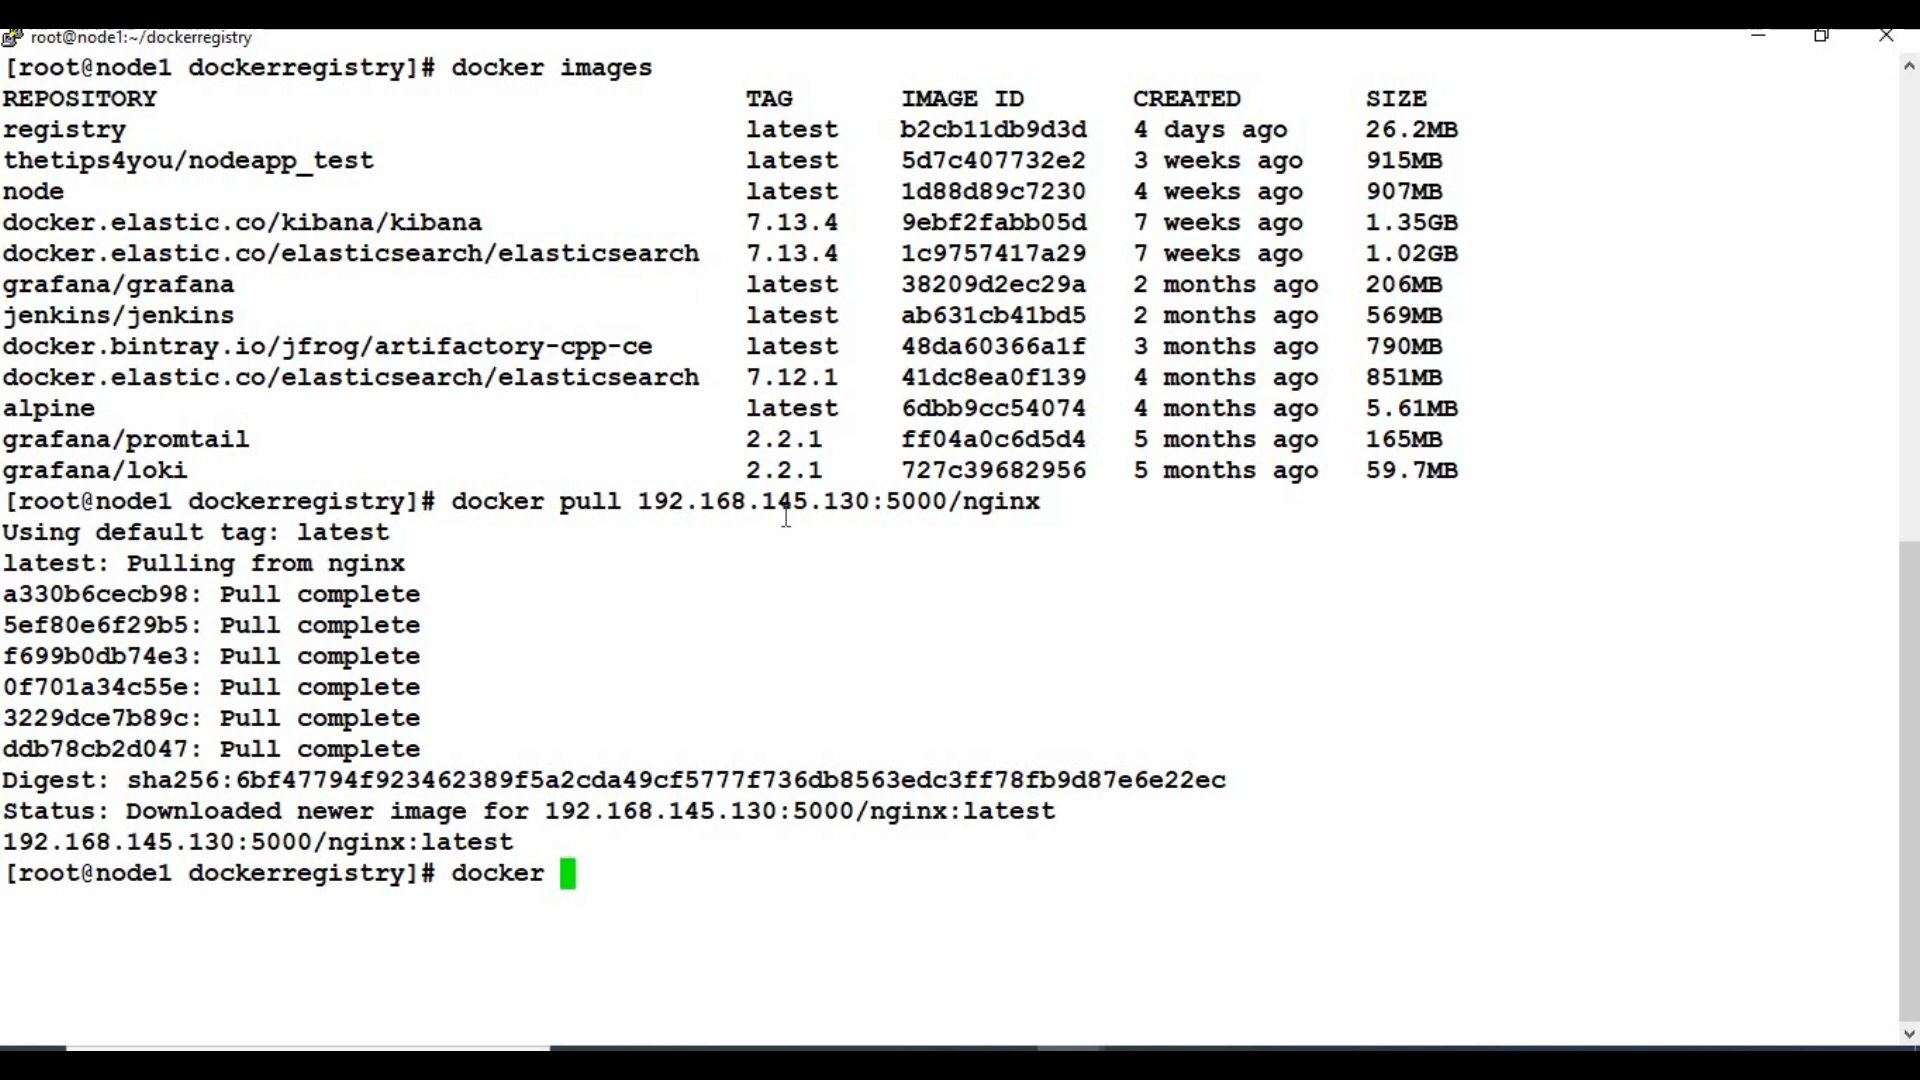 root@node1:~/dockerregistry
[root@node1 dockerregistry]# docker images
REPOSITORY TAG IMAGE ID CREATED SIZE
registry latest b2cb11db9d3d 4 days ago 26.2MB
thetips4you/nodeapp_test latest 5d7c407732e2 3 weeks ago 915MB
node latest 1d88d89c7230 4 weeks ago 907MB
docker.elastic.co/kibana/kibana 7.13.4 9ebf2fabb05d 7 weeks ago 1.35GB
docker.elastic.co/elasticsearch/elasticsearch 7.13.4 1c9757417a29 7 weeks ago 1.02GB
grafana/grafana latest 38209d2ec29a 2 months ago 206MB
jenkins/jenkins latest ab631cb41bd5 2 months ago 569MB
docker.bintray.io/jfrog/artifactory-cpp-ce latest 48da60366a1f 3 months ago 790MB
docker.elastic.co/elasticsearch/elasticsearch 7.12.1 41dc8ea0f139 4 months ago 851MB
alpine latest 6dbb9cc54074 4 months ago 5.61MB
grafana/promtail 2.2.1 ff04a0c6d5d4 5 months ago 165MB
grafana/loki 2.2.1 727c39682956 5 months ago 59.7MB
[root@node1 dockerregistry]# docker pull 192.168.145.130:5000/nginx
Using default tag: latest
latest: Pulling from nginx
a330b6cecb98: Pull complete
5ef80e6f29b5: Pull complete
f699b0db74e3: Pull complete
0f701a34c55e: Pull complete
3229dce7b89c: Pull complete
ddb78cb2d047: Pull complete
Digest: sha256:6bf47794f923462389f5a2cda49cf5777f736db8563edc3ff78fb9d87e6e22ec
Status: Downloaded newer image for 192.168.145.130:5000/nginx:latest
192.168.145.130:5000/nginx:latest
[root@node1 dockerregistry]# docker